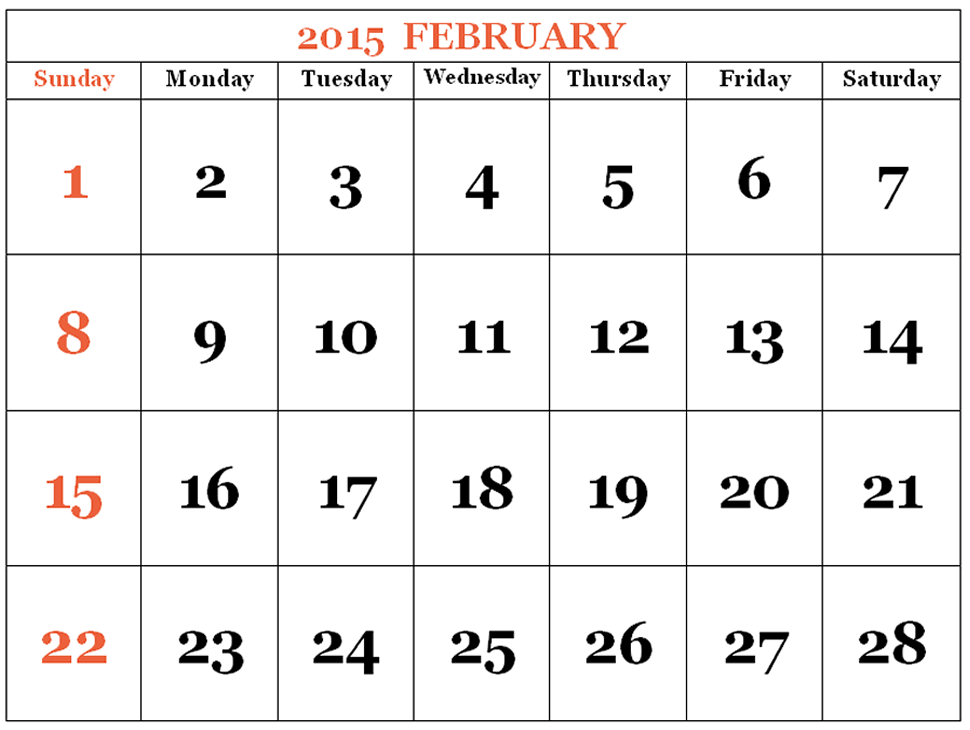 2015 FEBRUARY
Sunday Monday Tuesday Wednesday Thursday Friday Saturday
1 2 3 4 5 6 7
8 9 10 11 12 13 14
15 16 17 18 19 20 21
22 23 24 25 26 27 28